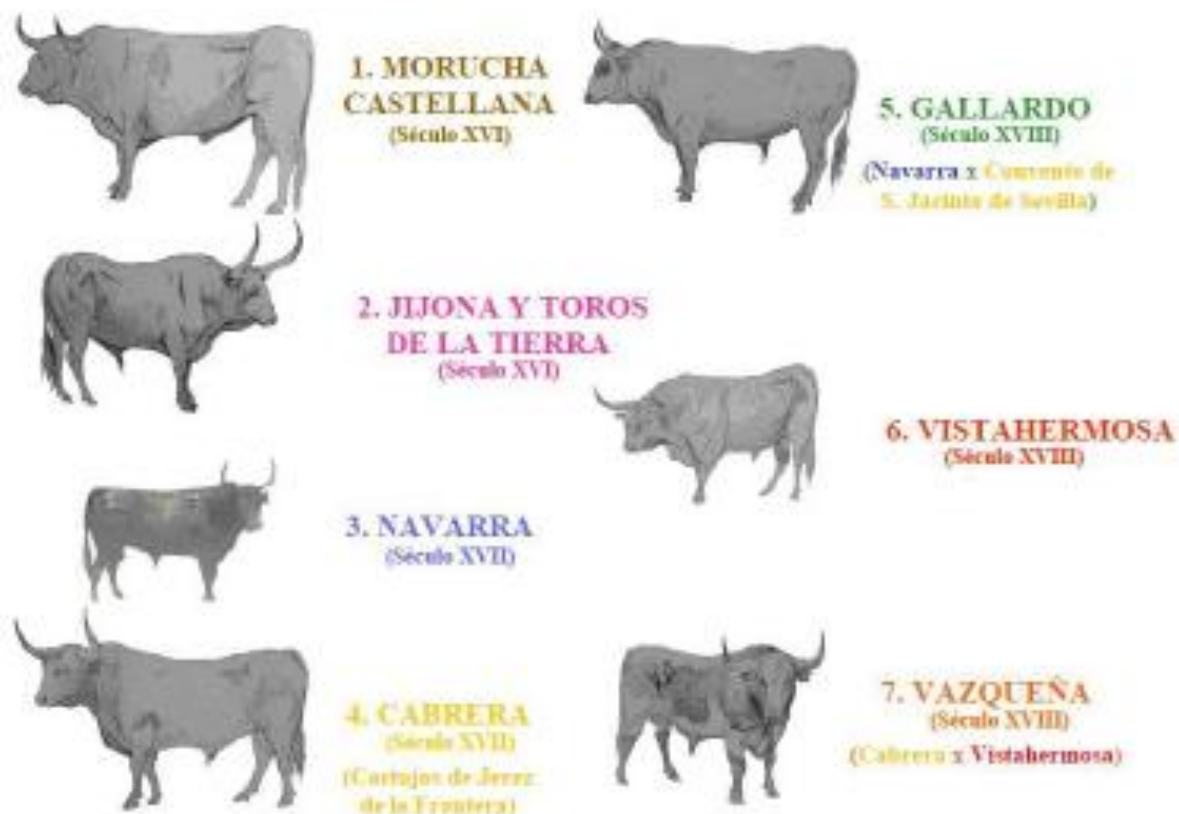 1. MORUCHA
CASTELLANA
(Século XVI)
2. JIJONA Y TOROS
DE LA TIERRA
(Século XVI)
3. NAVARRA
(Século XVII)
4. CABRERA
(Século XVII)
(Cartujos de Jerez
de la Frontera)
5. GALLARDO
(Século XVIII)
(Navarra x Convento de
S. Jacinto de Sevilla)
6. VISTAHERMOSA
(Século XVIII)
7. VAZQUEÑA
(Século XVIII)
(Cabrera x Vistahermosa)